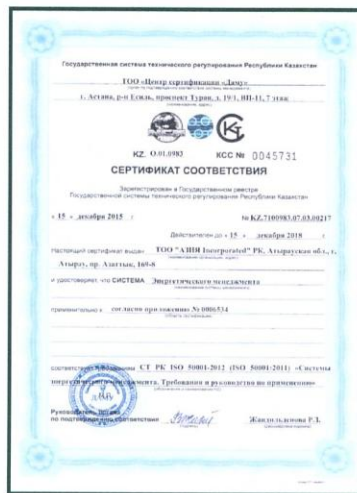 Государственная система технического регулирования Республики Казахстан
ТОО «Центр сертификации «Даму»
г. Астана, р-н Есиль, проспект Туран, д. 19/1, ВП-11, 7 этаж
KZ. О.01.0983 КСС № 0045731
СЕРТИФИКАТ СООТВЕТСТВИЯ
Зарегистрирован в Государственном реестре
Государственной системы технического регулирования Республики Казахстан
« 15 » декабря 2015 г. № KZ.7100983.07.03.00217
Действителен до « 15 » декабря 2018 г.
Настоящий сертификат выдан ТОО "АЗИИ Incorporated" РК, Атырауская обл., г.
Атырау, пр. Азаттык, 169-6
и удостоверяет, что СИСТЕМА Энергетического менеджмента
применительно к согласно приложению № 0006534
соответствует требованиям СТ РК ISO 50001-2012 (ISO 50001:2011) «Системы
энергетического менеджмента. Требования и руководство по применению»
Руководитель органа
по подтверждению соответствия Жандильдинова Р.З.